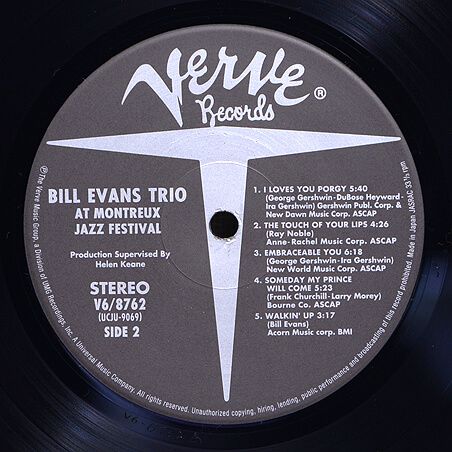 Verve
Records
®
BILL EVANS TRIO
AT MONTREUX
JAZZ FESTIVAL
Production Supervised By
Helen Keane
STEREO
V6/8762
(UCJU-9069)
SIDE 2
1. I LOVES YOU PORGY 5:40
(George Gershwin-DuBose Heyward-
Ira Gershwin) Gershwin Publ. Corp. &
New Dawn Music Corp. ASCAP
2. THE TOUCH OF YOUR LIPS 4:26
(Ray Noble)
Anne-Rachel Music Corp. ASCAP
3. EMBRACEABLE YOU 6:18
(George Gershwin-Ira Gershwin)
New World Music Corp. ASCAP
4. SOMEDAY MY PRINCE
WILL COME 5:23
(Frank Churchill-Larry Morey)
Bourne Co. ASCAP
5. WALKIN' UP 3:17
(Bill Evans)
Acorn Music corp. BMI
℗The Verve Music Group, a Division of UMG Recordings, Inc. A Universal Music Company. All rights reserved. Unauthorized copying, hiring, lending, public performance and broadcasting of this record prohibited. Made in Japan JASRAC 33⅓ rpm